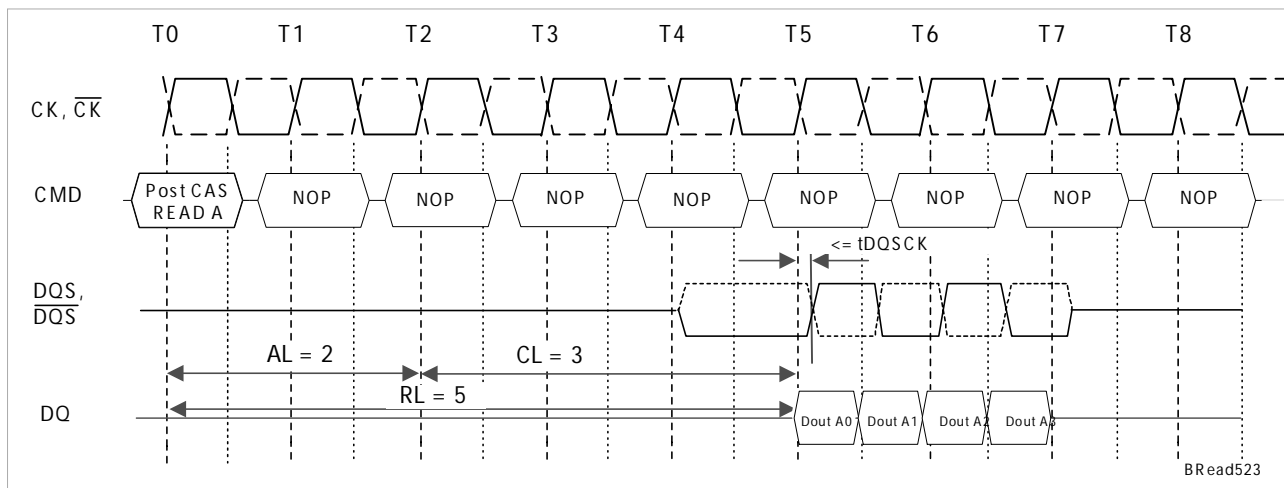 T0 T1 T2 T3 T4 T5 T6 T7 T8
CK, CK
CMD
Post CAS
READ A
NOP NOP NOP NOP NOP NOP NOP NOP
<= tDQSCK
DQS,
DQS
AL = 2
CL = 3
RL = 5
DQ
Dout A0 Dout A1 Dout A2 Dout A3
BRead523